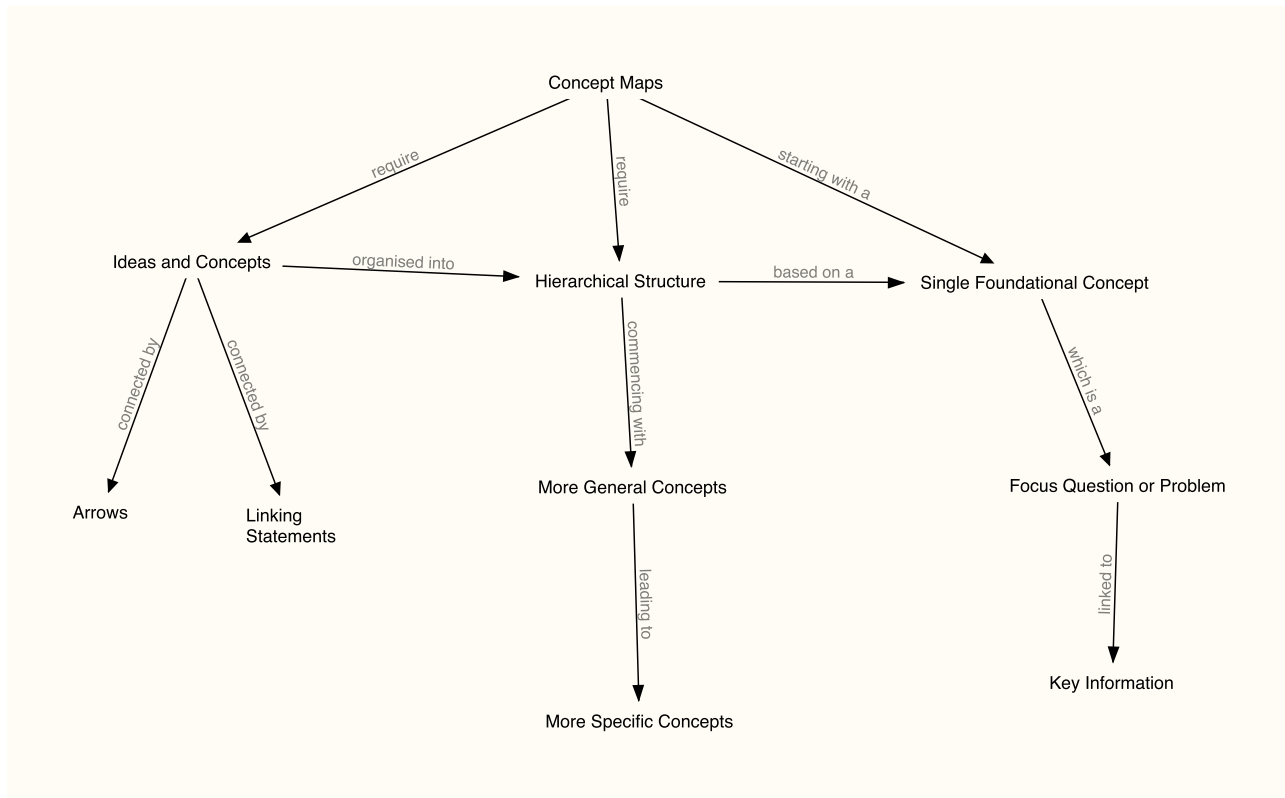 Concept Maps
require
require
starting with a
Ideas and Concepts
organised into
Hierarchical Structure
based on a
Single Foundational Concept
connected by
connected by
commencing with
which is a
Arrows
Linking
Statements
More General Concepts
Focus Question or Problem
leading to
linked to
More Specific Concepts
Key Information